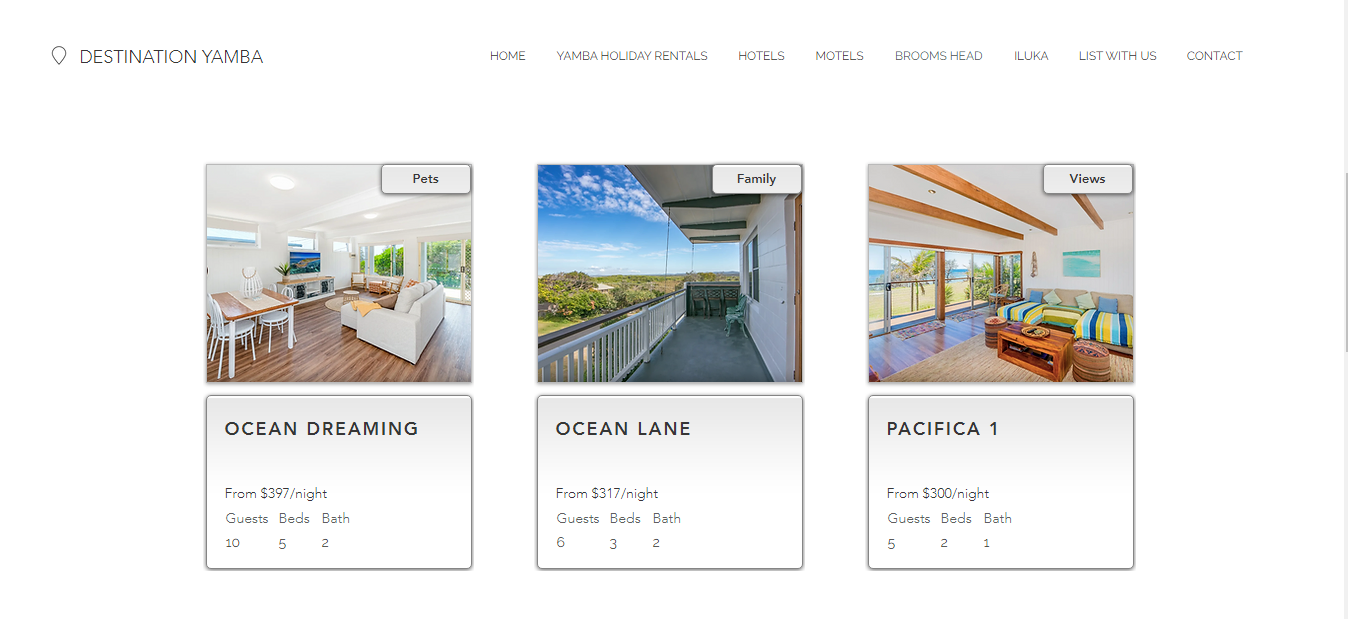 DESTINATION YAMBA
HOME YAMBA HOLIDAY RENTALS HOTELS MOTELS BROOMS HEAD ILUKA LIST WITH US CONTACT
Pets
Family
Views
OCEAN DREAMING
From $397/night
Guests Beds Bath
10 5 2
OCEAN LANE
From $317/night
Guests Beds Bath
6 3 2
PACIFICA 1
From $300/night
Guests Beds Bath
5 2 1